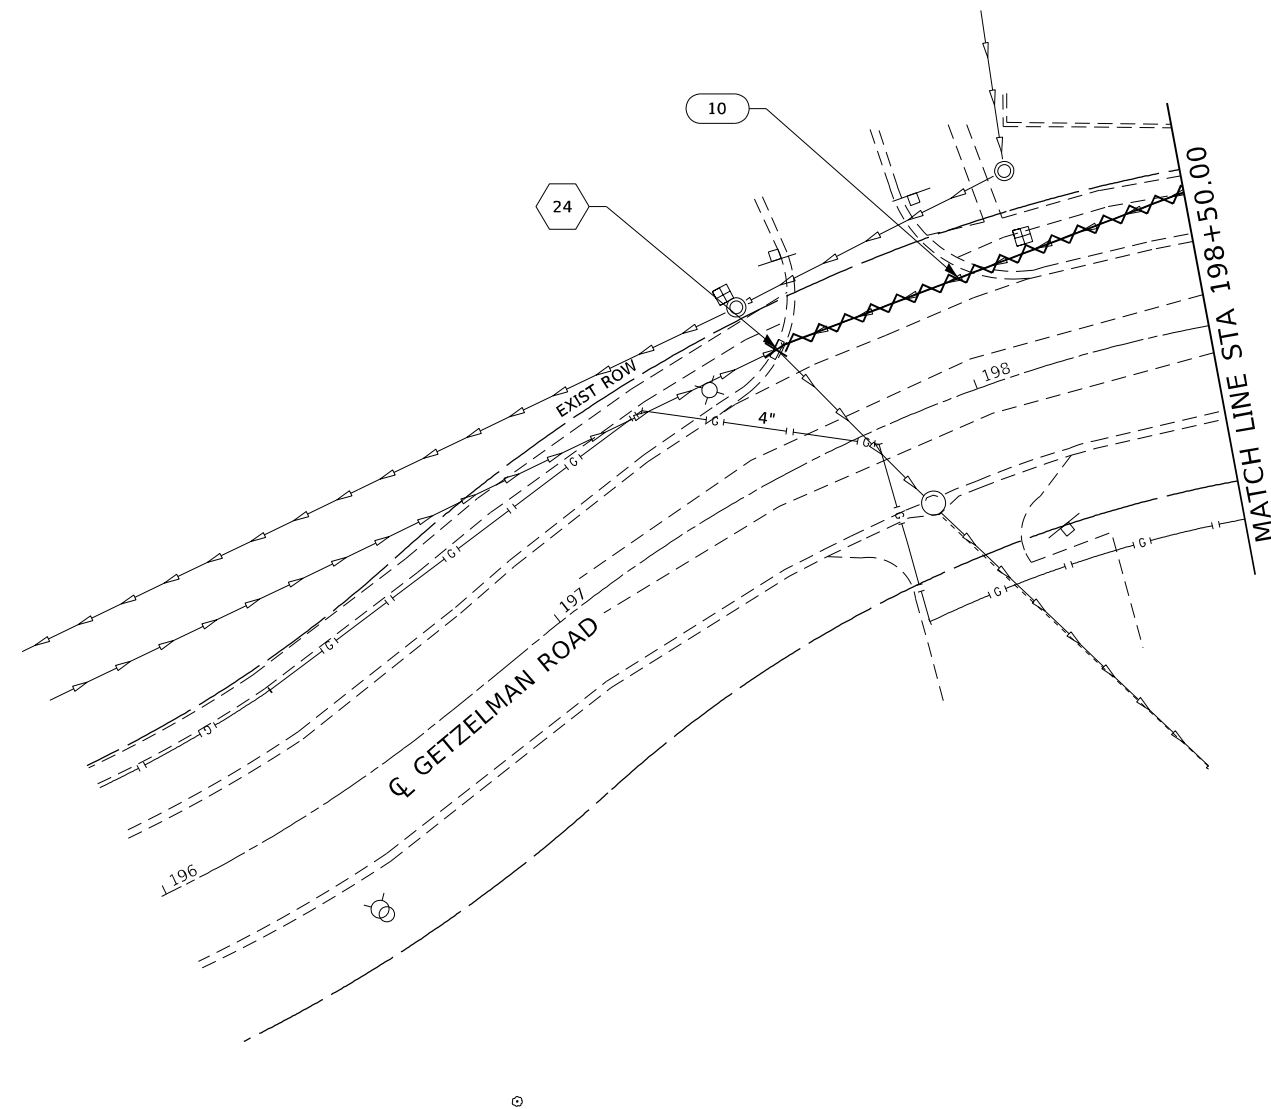 10
24
MATCH LINE STA 198+50.00
EXIST ROW
198
4"
G
G
G
G
G
G
G
G
G
197
℄ GETZELMAN ROAD
196